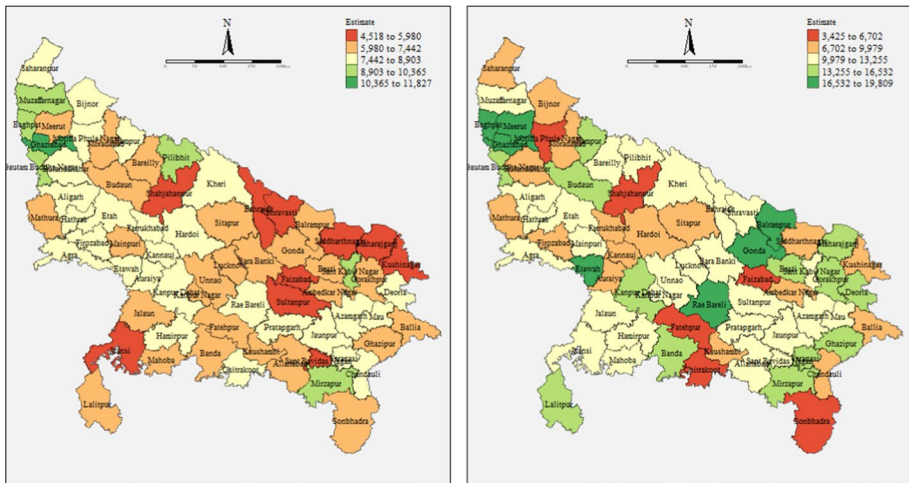 Estimate
4,518 to 5,980
5,980 to 7,442
7,442 to 8,903
8,903 to 10,365
10,365 to 11,827
N
Saharanpur
Muzaffarnagar
Bijnor
Baghpat
Meerut
Ghaziabad
Moradabad
Rampur
Bareilly
Pilibhit
Budaun
Shahjahanpur
Kheri
Aligarh
Mathura
Hathras
Etah
Farrukhabad
Agra
Firozabad
Mainpuri
Hardoi
Sitapur
Bahraich
Shravasti
Balrampur
Siddharthnagar
Maharajganj
Kushinagar
Gonda
Basti
Sant Kabir Nagar
Gorakhpur
Deoria
Etawah
Kannauj
Auraiya
Lucknow
Bara Banki
Unnao
Faizabad
Ambedkar Nagar
Sultanpur
Rae Bareli
Azamgarh
Mau
Jalaun
Hamirpur
Fatehpur
Pratapgarh
Jaunpur
Ballia
Ghazipur
Mahoba
Banda
Kaushambi
Chitrakoot
Allahabad
Varanasi
Chandauli
Mirzapur
Lalitpur
Sonbhadra
Estimate
3,425 to 6,702
6,702 to 9,979
9,979 to 13,255
13,255 to 16,532
16,532 to 19,809
N
Saharanpur
Muzaffarnagar
Bijnor
Baghpat
Meerut
Ghaziabad
Moradabad
Rampur
Bareilly
Pilibhit
Budaun
Shahjahanpur
Kheri
Aligarh
Mathura
Hathras
Etah
Farrukhabad
Agra
Firozabad
Mainpuri
Hardoi
Sitapur
Bahraich
Shravasti
Balrampur
Siddharthnagar
Maharajganj
Kushinagar
Gonda
Basti
Sant Kabir Nagar
Gorakhpur
Deoria
Etawah
Kannauj
Auraiya
Kanpur Dehat
Lucknow
Bara Banki
Unnao
Faizabad
Ambedkar Nagar
Sultanpur
Rae Bareli
Azamgarh
Mau
Jalaun
Hamirpur
Fatehpur
Pratapgarh
Jaunpur
Ballia
Ghazipur
Mahoba
Banda
Kaushambi
Chitrakoot
Allahabad
Sant Ravidas Nagar
Varanasi
Chandauli
Mirzapur
Lalitpur
Sonbhadra